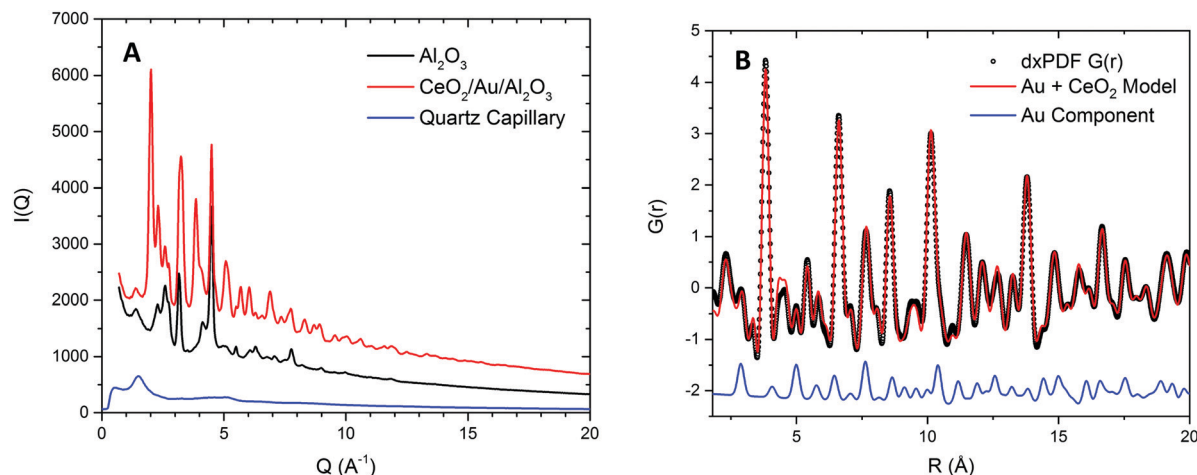 A
Al₂O₃
CeO₂/Au/Al₂O₃
Quartz Capillary
I(Q)
7000
6000
5000
4000
3000
2000
1000
0
0 5 10 15 20
Q (A⁻¹)
B
dxPDF G(r)
Au + CeO₂ Model
Au Component
G(r)
5
4
3
2
1
0
-1
-2
5 10 15 20
R (Å)